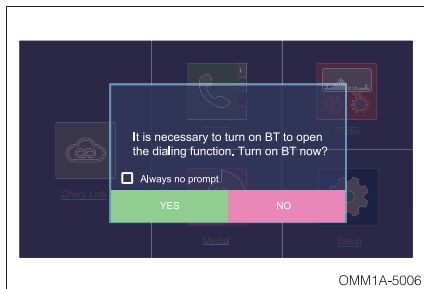 It is necessary to turn on BT to open
the dialing function. Turn on BT now?
Always no prompt
YES NO
Chery Link
Media
Setup
OMM1A-5006